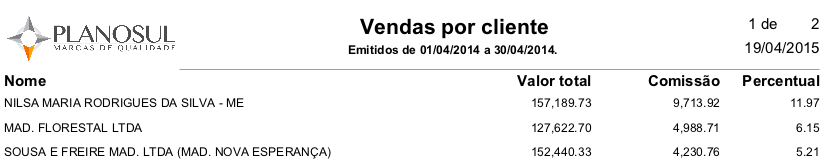 PLANOSUL
MARCAS DE QUALIDADE
Vendas por cliente
Emitidos de 01/04/2014 a 30/04/2014.
1 de 2
19/04/2015
Nome Valor total Comissão Percentual
NILSA MARIA RODRIGUES DA SILVA - ME 157,189.73 9,713.92 11.97
MAD. FLORESTAL LTDA 127,622.70 4,988.71 6.15
SOUSA E FREIRE MAD. LTDA (MAD. NOVA ESPERANÇA) 152,440.33 4,230.76 5.21